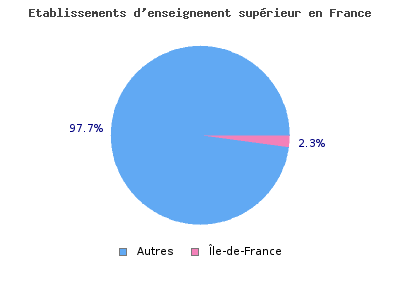 Etablissements d’enseignement supérieur en France
97.7%
2.3%
Autres
Île-de-France